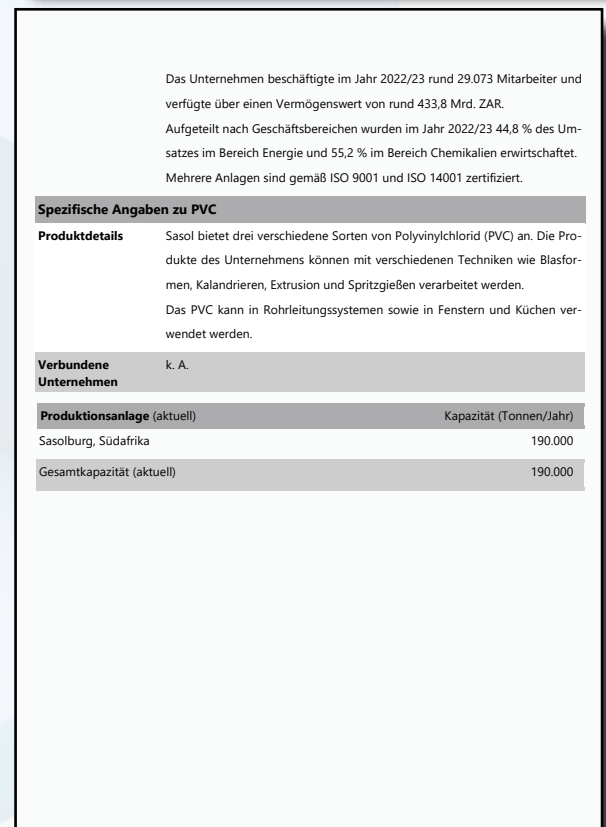 Das Unternehmen beschäftigte im Jahr 2022/23 rund 29.073 Mitarbeiter und
verfügte über einen Vermögenswert von rund 433,8 Mrd. ZAR.
Aufgeteilt nach Geschäftsbereichen wurden im Jahr 2022/23 44,8 % des Um-
satzes im Bereich Energie und 55,2 % im Bereich Chemikalien erwirtschaftet.
Mehrere Anlagen sind gemäß ISO 9001 und ISO 14001 zertifiziert.
Spezifische Angaben zu PVC
Produktdetails Sasol bietet drei verschiedene Sorten von Polyvinylchlorid (PVC) an. Die Pro-
dukte des Unternehmens können mit verschiedenen Techniken wie Blasfor-
men, Kalandrieren, Extrusion und Spritzgießen verarbeitet werden.
Das PVC kann in Rohrleitungssystemen sowie in Fenstern und Küchen ver-
wendet werden.
Verbundene k. A.
Unternehmen
Produktionsanlage (aktuell) Kapazität (Tonnen/Jahr)
Sasolburg, Südafrika 190.000
Gesamtkapazität (aktuell) 190.000